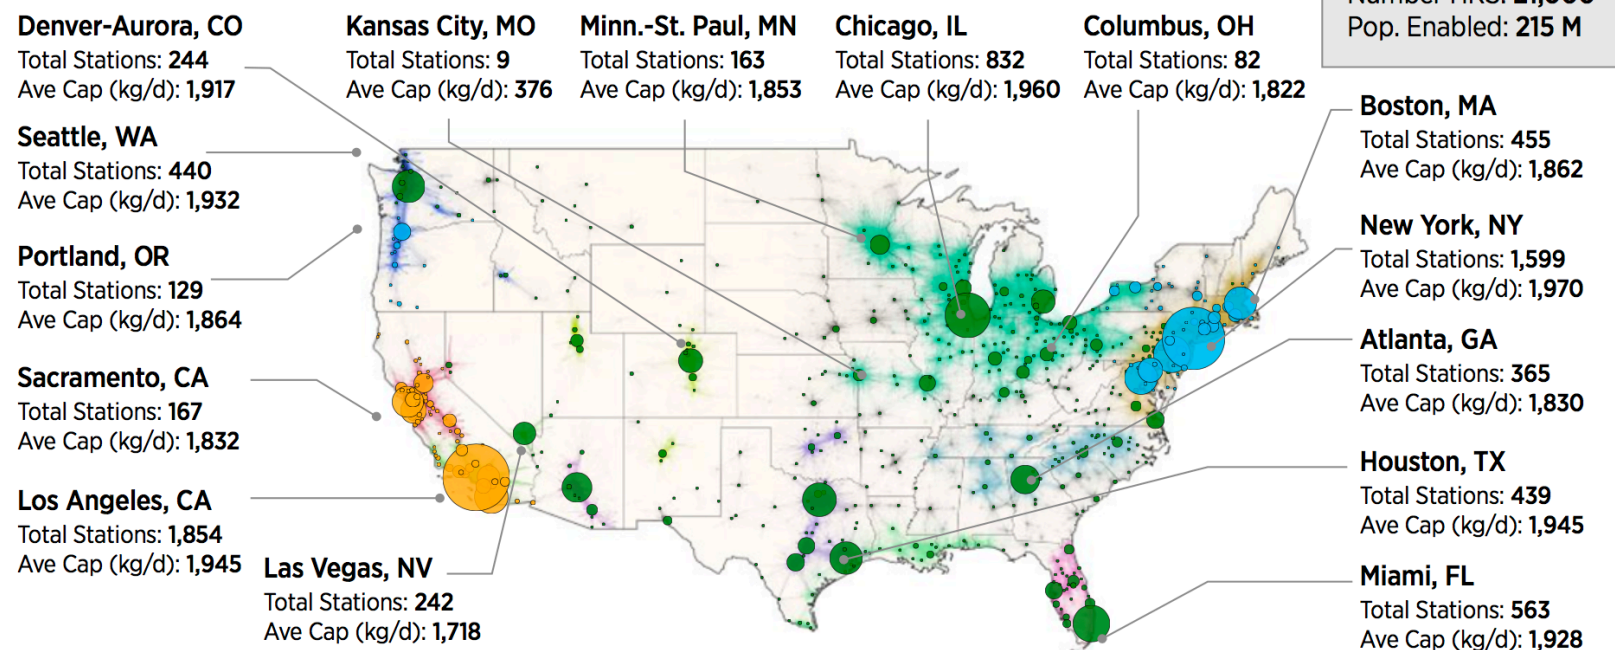 Denver-Aurora, CO
Total Stations: 244
Ave Cap (kg/d): 1,917
Kansas City, MO
Total Stations: 9
Ave Cap (kg/d): 376
Minn.-St. Paul, MN
Total Stations: 163
Ave Cap (kg/d): 1,853
Chicago, IL
Total Stations: 832
Ave Cap (kg/d): 1,960
Columbus, OH
Total Stations: 82
Ave Cap (kg/d): 1,822
Pop. Enabled: 215 M
Seattle, WA
Total Stations: 440
Ave Cap (kg/d): 1,932
Portland, OR
Total Stations: 129
Ave Cap (kg/d): 1,864
Sacramento, CA
Total Stations: 167
Ave Cap (kg/d): 1,832
Los Angeles, CA
Total Stations: 1,854
Ave Cap (kg/d): 1,945
Las Vegas, NV
Total Stations: 242
Ave Cap (kg/d): 1,718
Boston, MA
Total Stations: 455
Ave Cap (kg/d): 1,862
New York, NY
Total Stations: 1,599
Ave Cap (kg/d): 1,970
Atlanta, GA
Total Stations: 365
Ave Cap (kg/d): 1,830
Houston, TX
Total Stations: 439
Ave Cap (kg/d): 1,945
Miami, FL
Total Stations: 563
Ave Cap (kg/d): 1,928